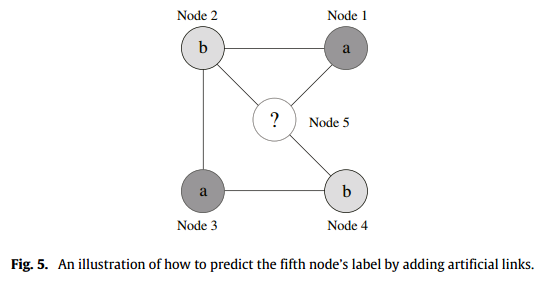 Node 2 Node 1
b a
? Node 5
a b
Node 3 Node 4
Fig. 5. An illustration of how to predict the fifth node's label by adding artificial links.